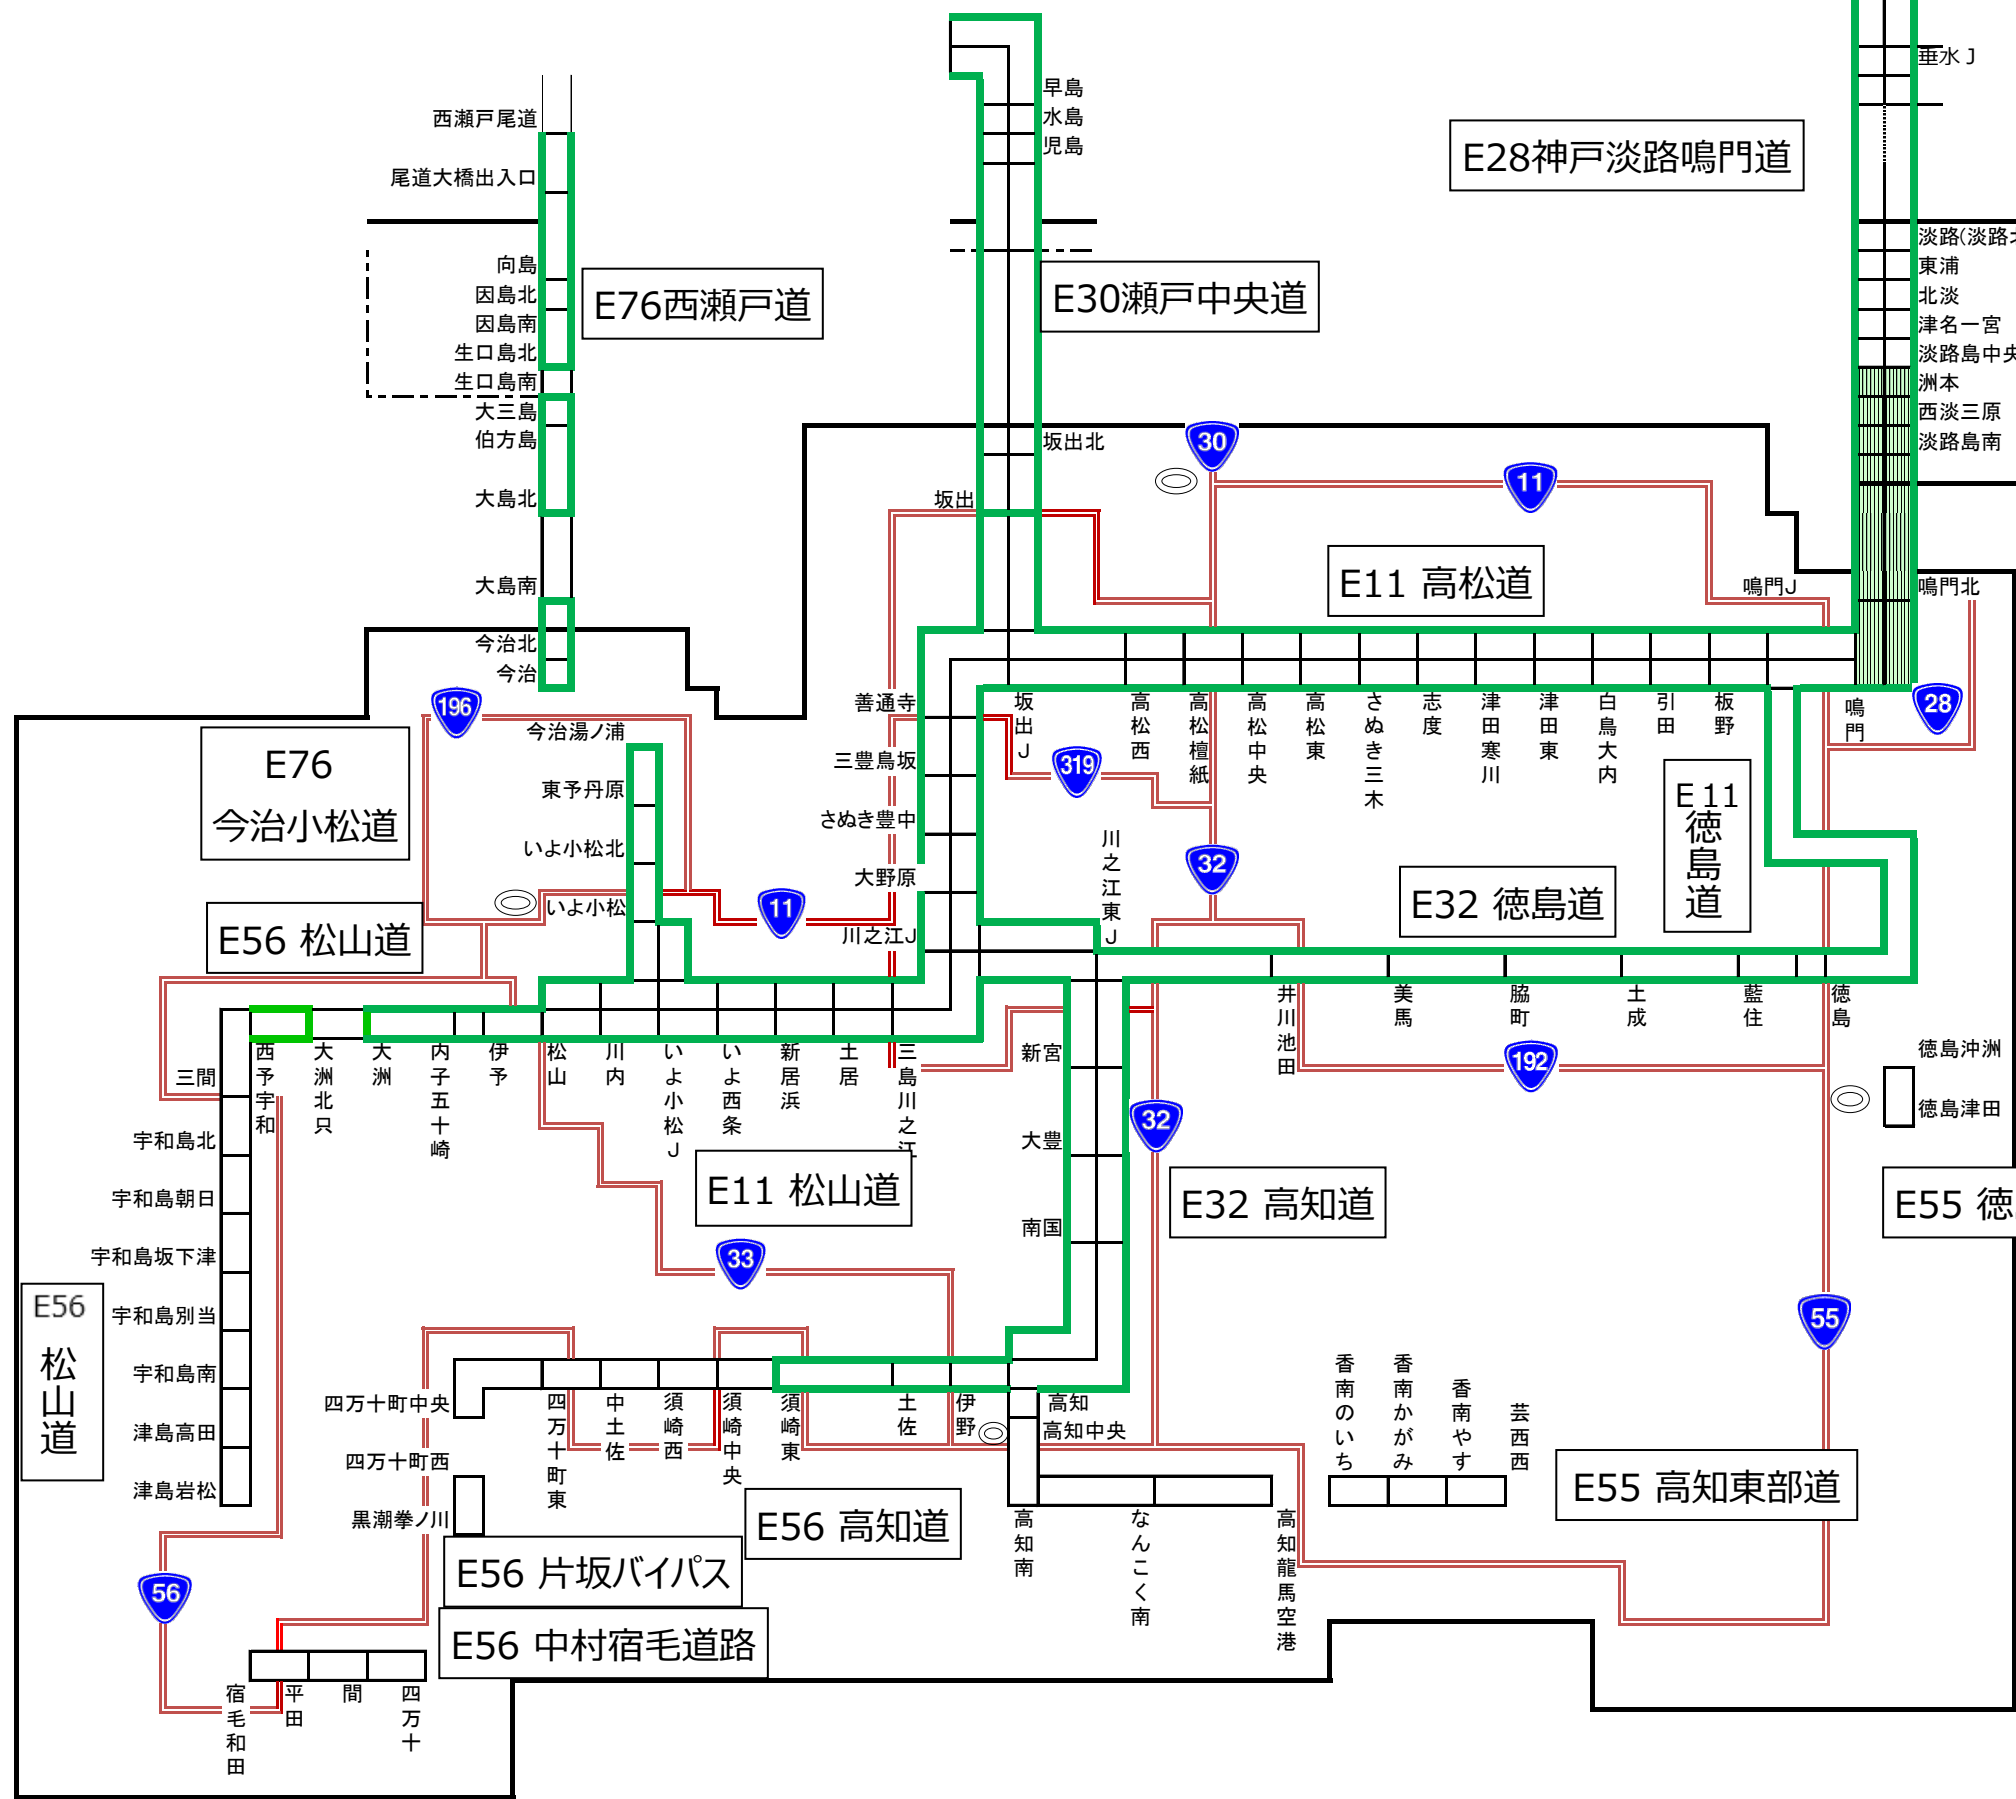 垂水J
早島
水島
児島
西瀬戸尾道
尾道大橋出入口
E28神戸淡路鳴門道
向島
因島北
因島南
生口島北
生口島南
大三島
伯方島
大島北
大島南
今治北
今治
E76西瀬戸道
E30瀬戸中央道
淡路(淡路北
東浦
北淡
津名一宮
淡路島中央
洲本
西淡三原
淡路島南
坂出北
30
11
坂出
E11 高松道
鳴門J
鳴門北
196
善通寺
三豊鳥坂
さぬき豊中
大野原
川之江J
坂出J
高松西
高松檀紙
高松中央
高松東
さぬき三木
志度
津田寒川
津田東
白鳥大内
引田
板野
鳴門
28
319
E11
徳島道
E76
今治小松道
今治湯ノ浦
東予丹原
いよ小松北
いよ小松
11
川之江東J
32
E32 徳島道
E56 松山道
三間
西予宇和
大洲北只
大洲
内子五十崎
伊予
松山
川内
いよ小松J
いよ西条
新居浜
土居
三島川之江
新宮
大豊
南国
井川池田
美馬
脇町
土成
藍住
徳島
192
徳島沖洲
徳島津田
32
宇和島北
宇和島朝日
宇和島坂下津
宇和島別当
宇和島南
津島高田
津島岩松
E11 松山道
E32 高知道
E55 徳
33
55
E56
松山道
四万十町中央
四万十町西
黒潮拳ノ川
四万十町東
中土佐
須崎西
須崎中央
須崎東
土佐
伊野
高知
高知中央
香南のいち
香南かがみ
香南やす
芸西西
E55 高知東部道
E56 高知道
高知南
なんこく南
高知龍馬空港
E56 片坂バイパス
56
E56 中村宿毛道路
宿毛和田
平田
間
四万十